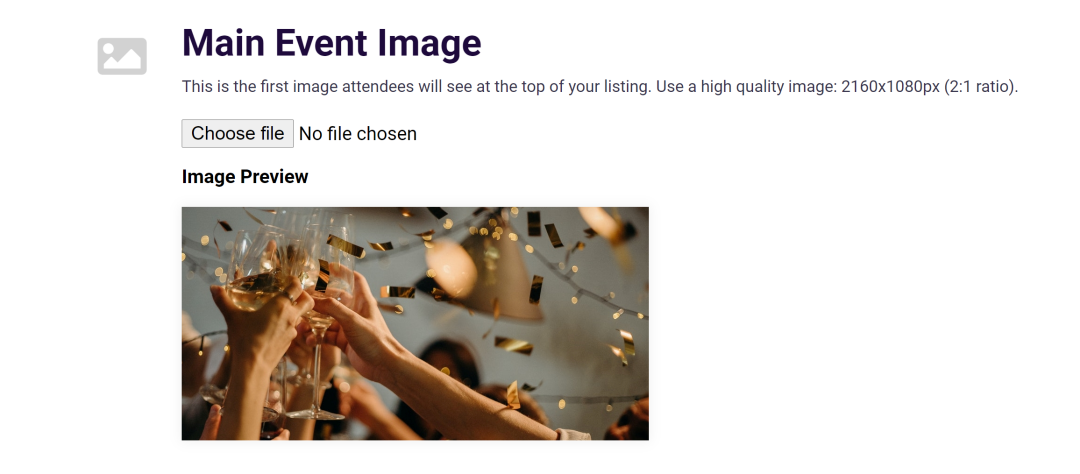 Main Event Image
This is the first image attendees will see at the top of your listing. Use a high quality image: 2160x1080px (2:1 ratio).
Choose file No file chosen
Image Preview